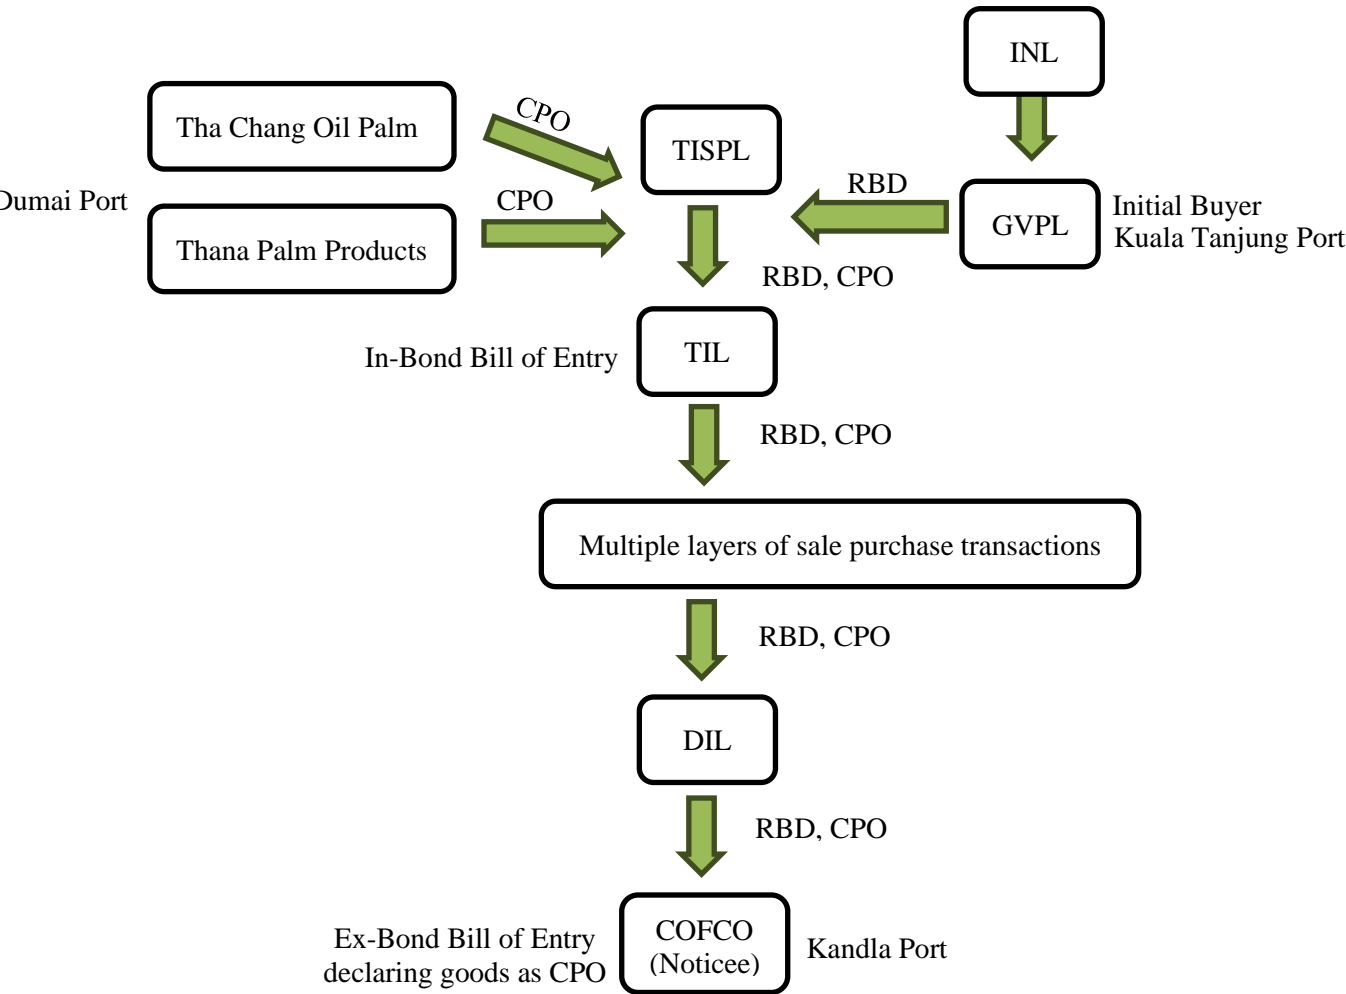 INL
CPO
Tha Chang Oil Palm
TISPL
RBD
Dumai Port
CPO
Initial Buyer
Kuala Tanjung Port
GVPL
Thana Palm Products
RBD, CPO
In-Bond Bill of Entry
TIL
RBD, CPO
Multiple layers of sale purchase transactions
RBD, CPO
DIL
RBD, CPO
Ex-Bond Bill of Entry
declaring goods as CPO
COFCO
(Noticee)
Kandla Port